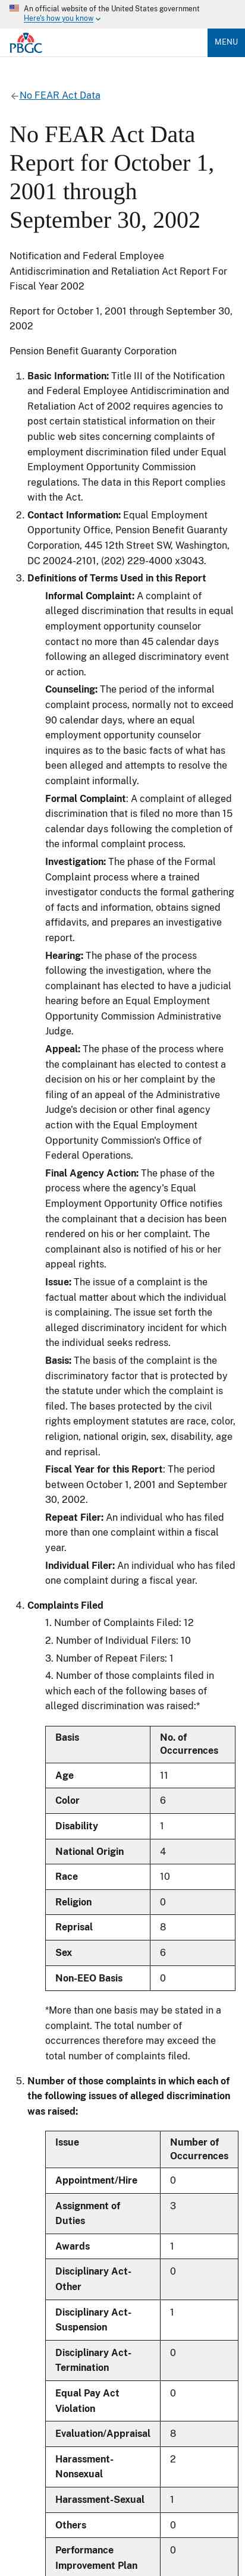 An official website of the United States government
Here's how you know
PBGC
MENU
No FEAR Act Data
No FEAR Act Data
Report for October 1,
2001 through
September 30, 2002
Notification and Federal Employee
Antidiscrimination and Retaliation Act Report For
Fiscal Year 2002
Report for October 1, 2001 through September 30,
2002
Pension Benefit Guaranty Corporation
1. Basic Information: Title III of the Notification
and Federal Employee Antidiscrimination and
Retaliation Act of 2002 requires agencies to
post certain statistical information on their
public web sites concerning complaints of
employment discrimination filed under Equal
Employment Opportunity Commission
regulations. The data in this Report complies
with the Act.
2. Contact Information: Equal Employment
Opportunity Office, Pension Benefit Guaranty
Corporation, 445 12th Street SW, Washington,
DC 20024-2101, (202) 229-4000 x3043.
3. Definitions of Terms Used in this Report
Informal Complaint: A complaint of
alleged discrimination that results in equal
employment opportunity counselor
contact no more than 45 calendar days
following an alleged discriminatory event
or action.
Counseling: The period of the informal
complaint process, normally not to exceed
90 calendar days, where an equal
employment opportunity counselor
inquires as to the basic facts of what has
been alleged and attempts to resolve the
complaint informally.
Formal Complaint: A complaint of alleged
discrimination that is filed no more than 15
calendar days following the completion of
the informal complaint process.
Investigation: The phase of the Formal
Complaint process where a trained
investigator conducts the formal gathering
of facts and information, obtains signed
affidavits, and prepares an investigative
report.
Hearing: The phase of the process
following the investigation, where the
complainant has elected to have a judicial
hearing before an Equal Employment
Opportunity Commission Administrative
Judge.
Appeal: The phase of the process where
the complainant has elected to contest a
decision on his or her complaint by the
filing of an appeal of the Administrative
Judge's decision or other final agency
action with the Equal Employment
Opportunity Commission's Office of
Federal Operations.
Final Agency Action: The phase of the
process where the agency's Equal
Employment Opportunity Office notifies
the complainant that a decision has been
rendered on his or her complaint. The
complainant also is notified of his or her
appeal rights.
Issue: The issue of a complaint is the
factual matter about which the individual
is complaining. The issue set forth the
alleged discriminatory incident for which
the individual seeks redress.
Basis: The basis of the complaint is the
discriminatory factor that is protected by
the statute under which the complaint is
filed. The bases protected by the civil
rights employment statutes are race, color,
religion, national origin, sex, disability, age
and reprisal.
Fiscal Year for this Report: The period
between October 1, 2001 and September
30, 2002.
Repeat Filer: An individual who has filed
more than one complaint within a fiscal
year.
Individual Filer: An individual who has filed
one complaint during a fiscal year.
4. Complaints Filed
1. Number of Complaints Filed: 12
2. Number of Individual Filers: 10
3. Number of Repeat Filers: 1
4. Number of those complaints filed in
which each of the following bases of
alleged discrimination was raised:*
Basis No. of
Occurrences
Age 11
Color 6
Disability 1
National Origin 4
Race 10
Religion 0
Reprisal 8
Sex 6
Non-EEO Basis 0
*More than one basis may be stated in a
complaint. The total number of
occurrences therefore may exceed the
total number of complaints filed.
5. Number of those complaints in which each of
the following issues of alleged discrimination
was raised:
Issue Number of
Occurrences
Appointment/Hire 0
Assignment of 3
Duties
Awards 1
Disciplinary Act- 0
Other
Disciplinary Act- 1
Suspension
Disciplinary Act- 0
Termination
Equal Pay Act 0
Violation
Evaluation/Appraisal 8
Harassment- 2
Nonsexual
Harassment-Sexual 1
Others 0
Performance 0
Improvement Plan